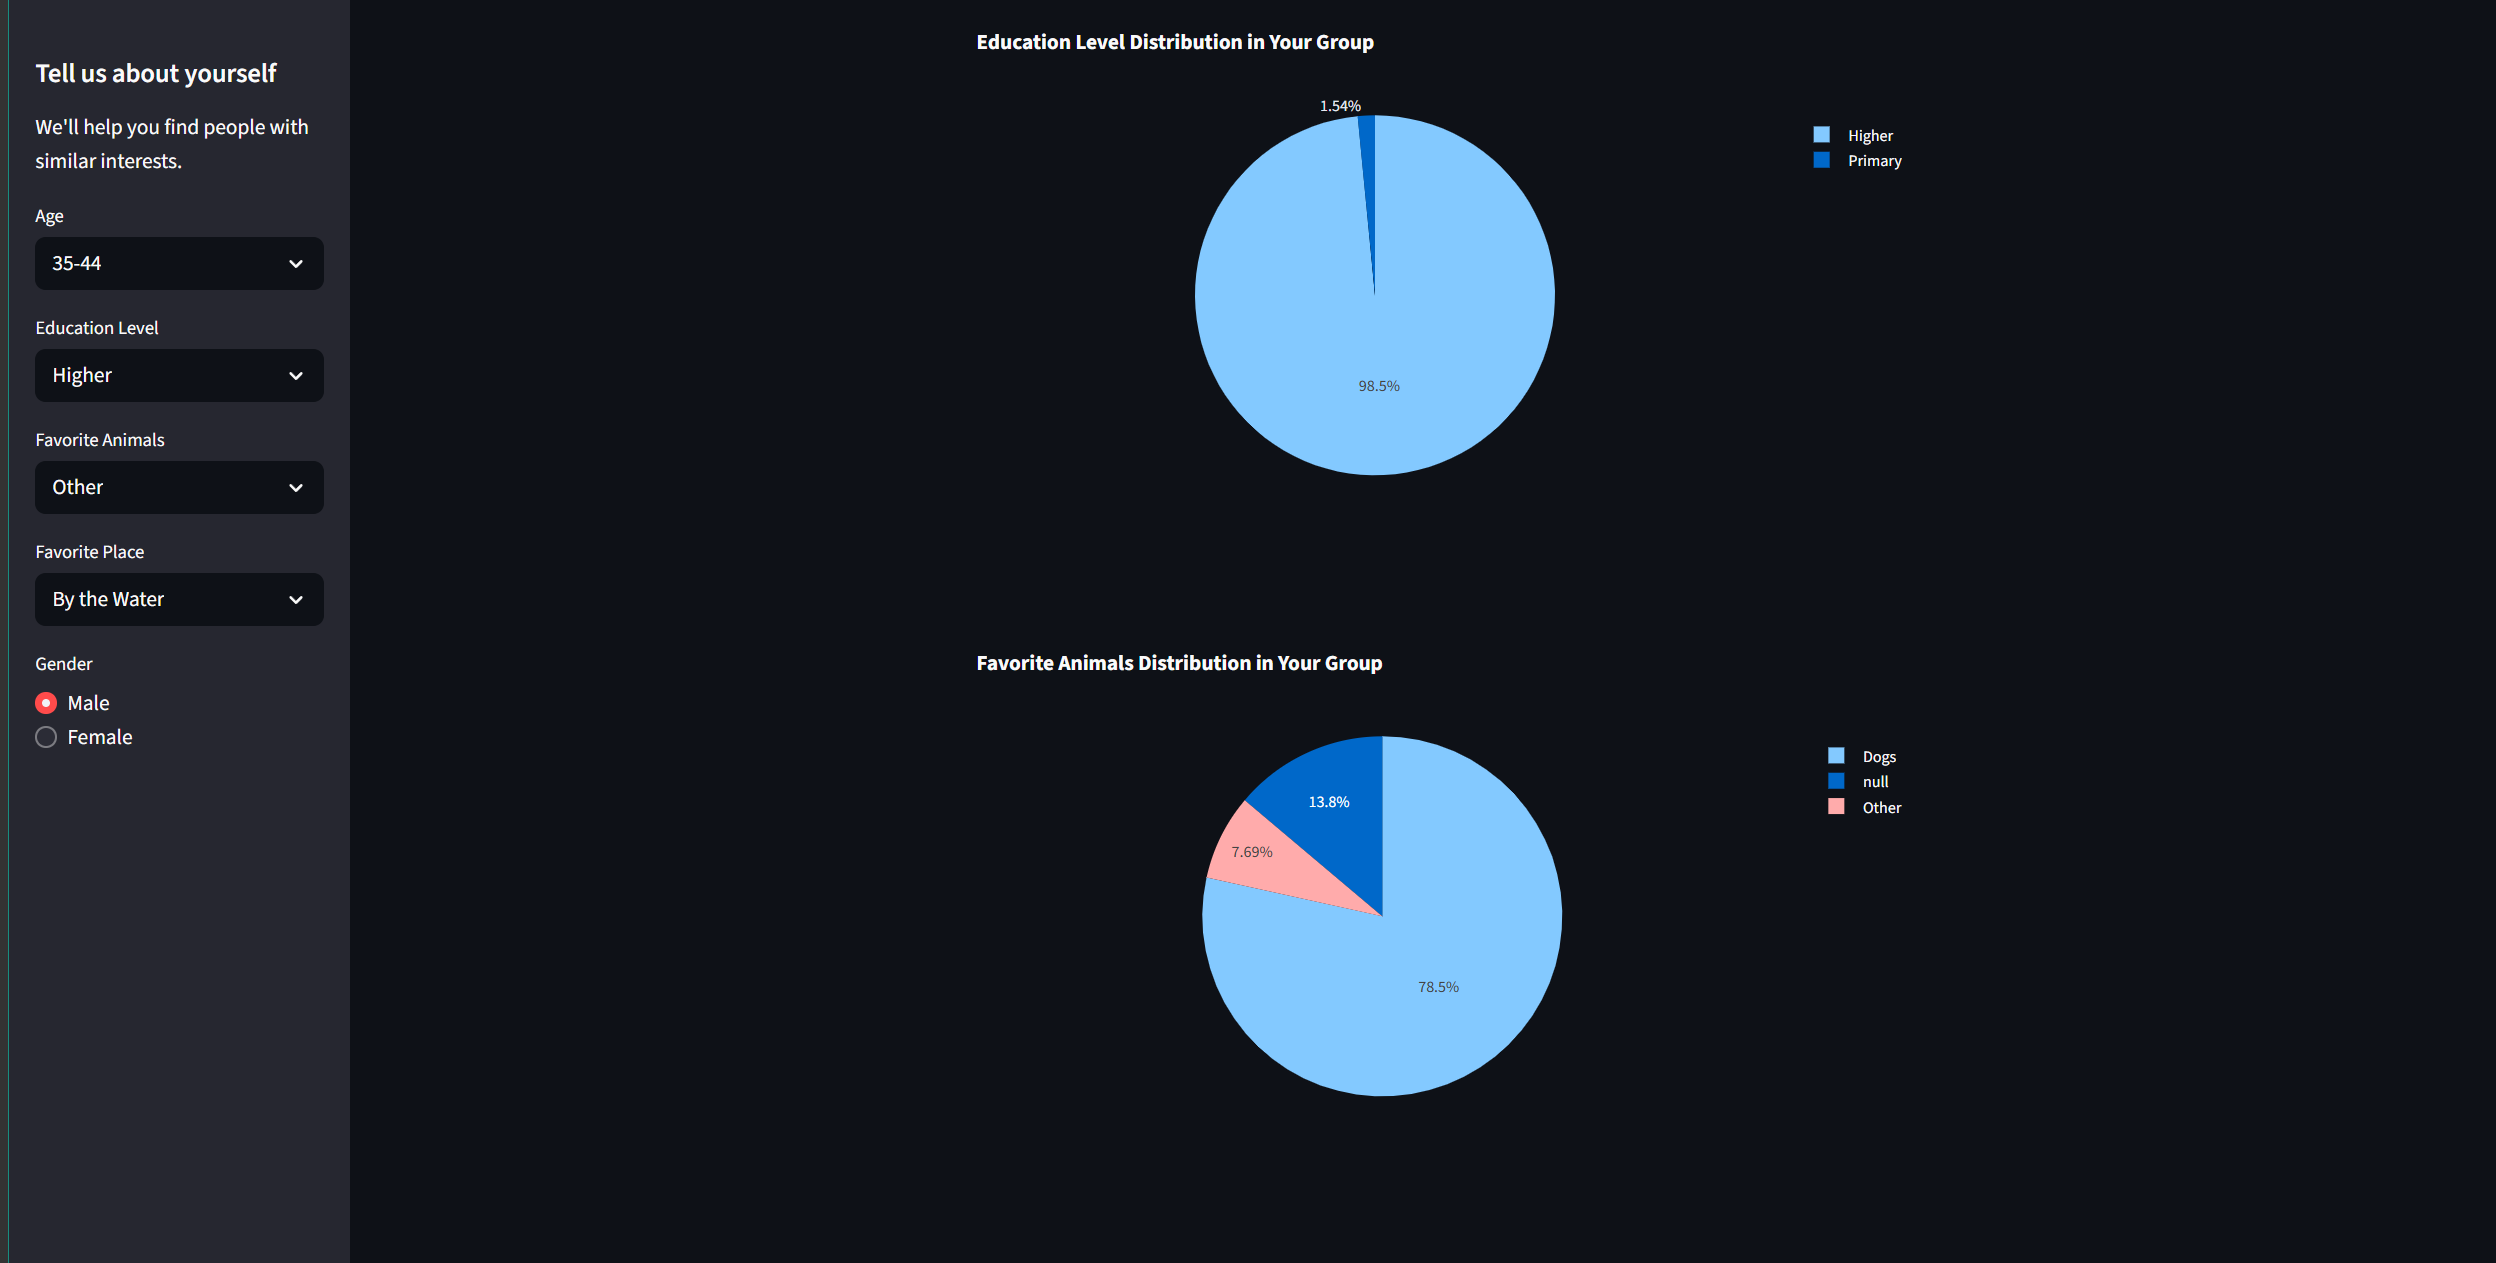 Tell us about yourself
We'll help you find people with
similar interests.
Age
35-44
Education Level
Higher
Favorite Animals
Other
Favorite Place
By the Water
Gender
Male
Female
Education Level Distribution in Your Group
1.54%
98.5%
Higher
Primary
Favorite Animals Distribution in Your Group
13.8%
7.69%
78.5%
Dogs
null
Other